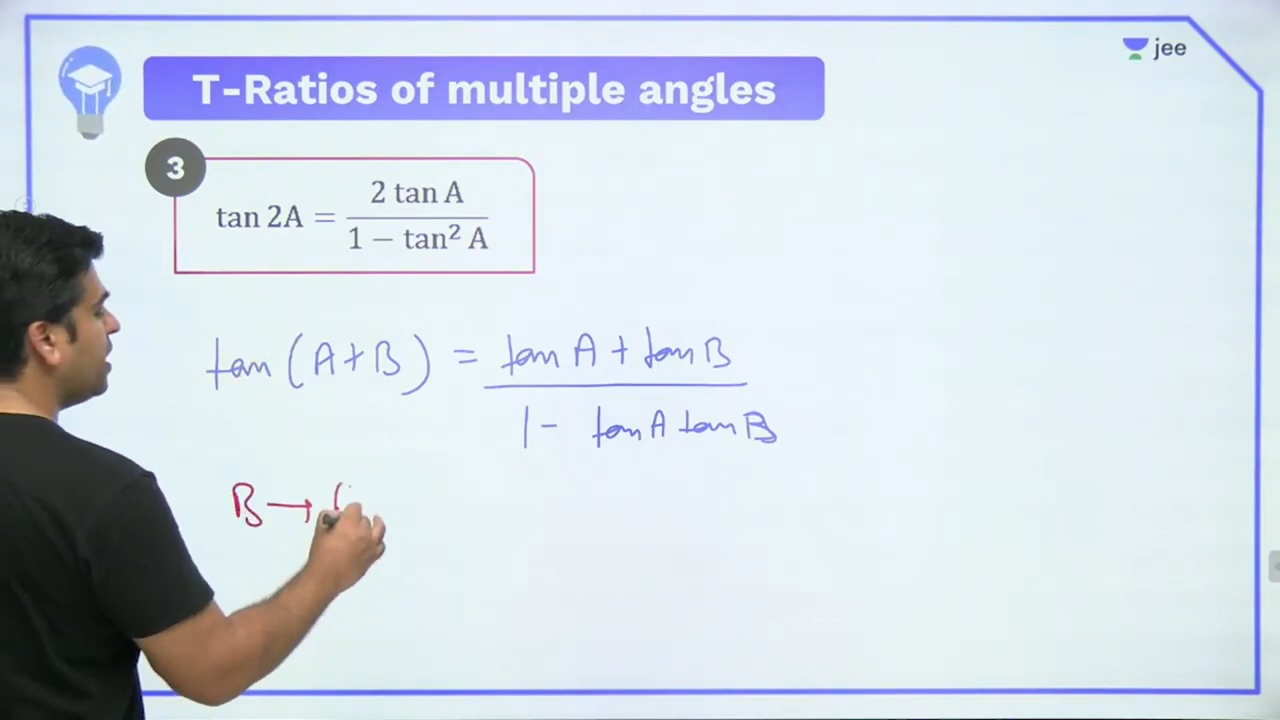 jee
T-Ratios of multiple angles
3
tan 2A = 2 tan A / 1 − tan² A
tan (A+B) = tan A + tan B / 1 - tan A tan B
B →